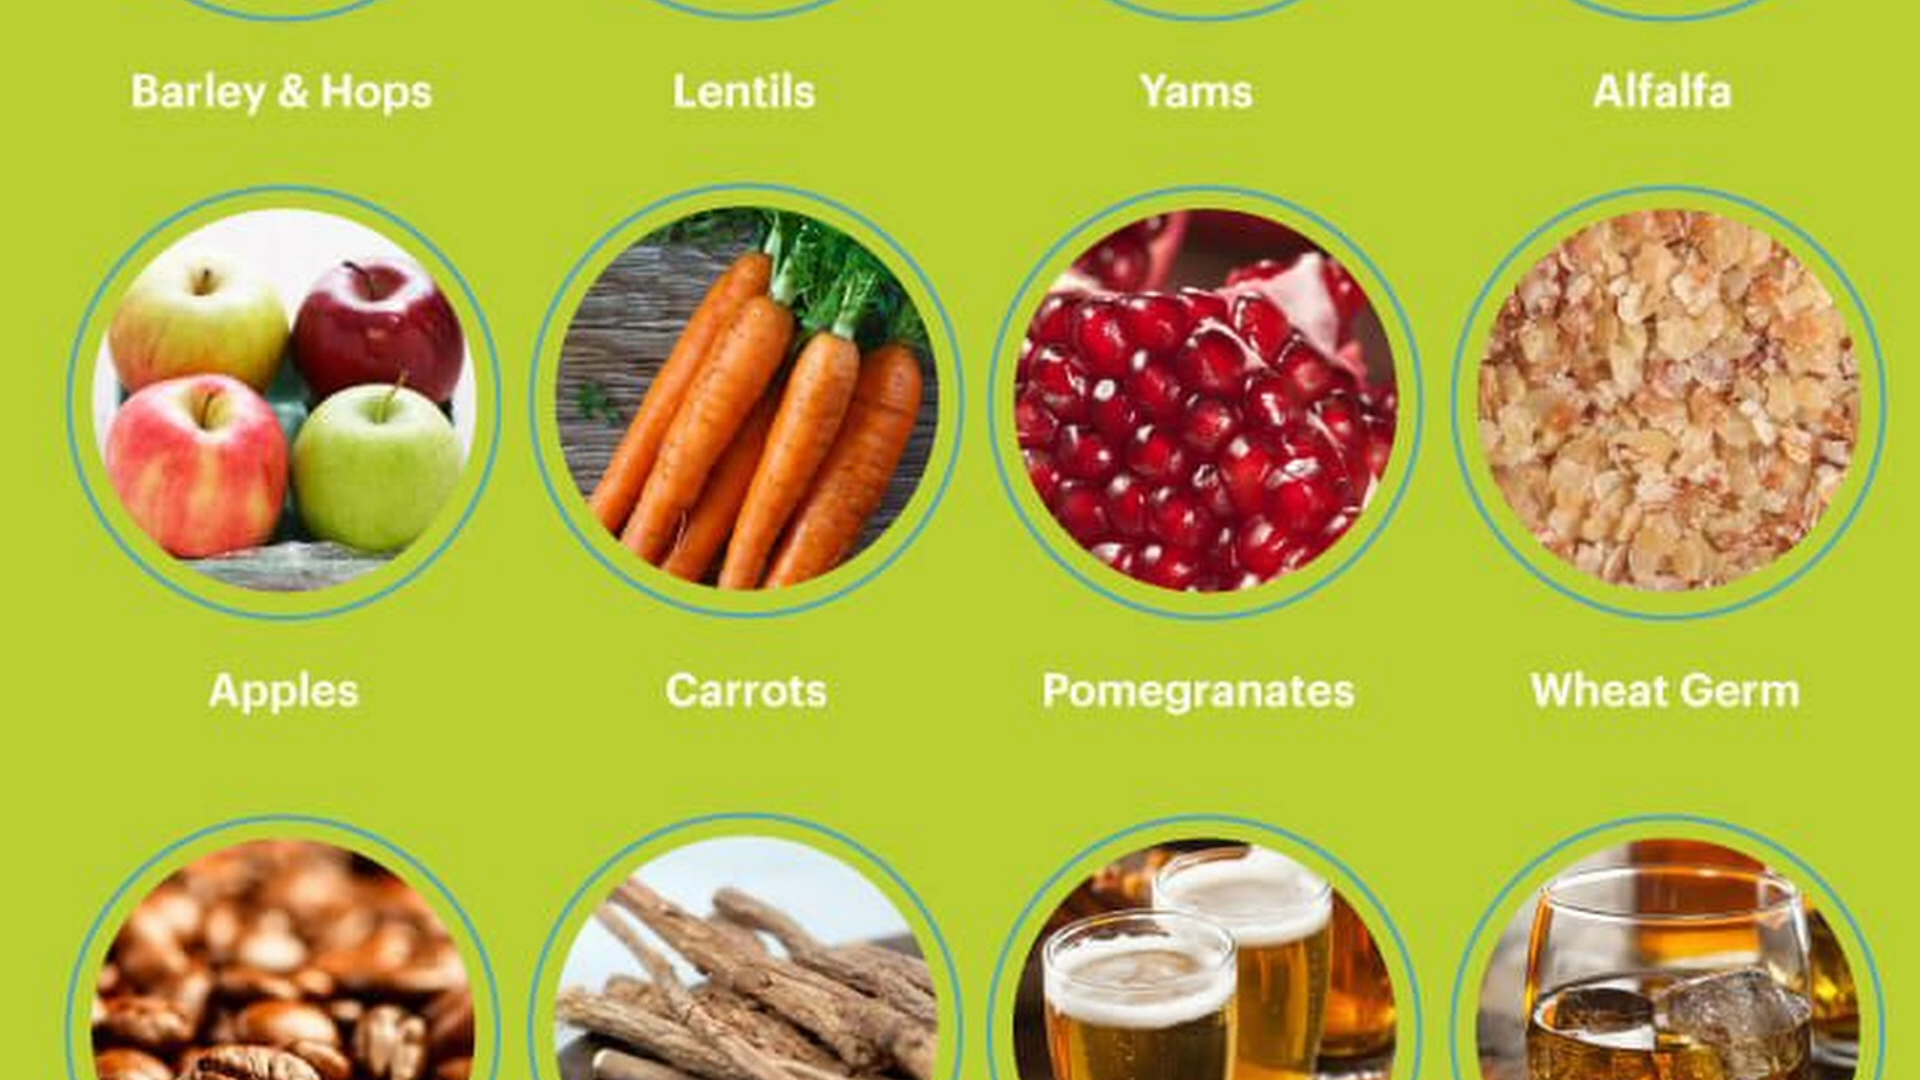 Barley & Hops
Lentils
Yams
Alfalfa
Apples
Carrots
Pomegranates
Wheat Germ